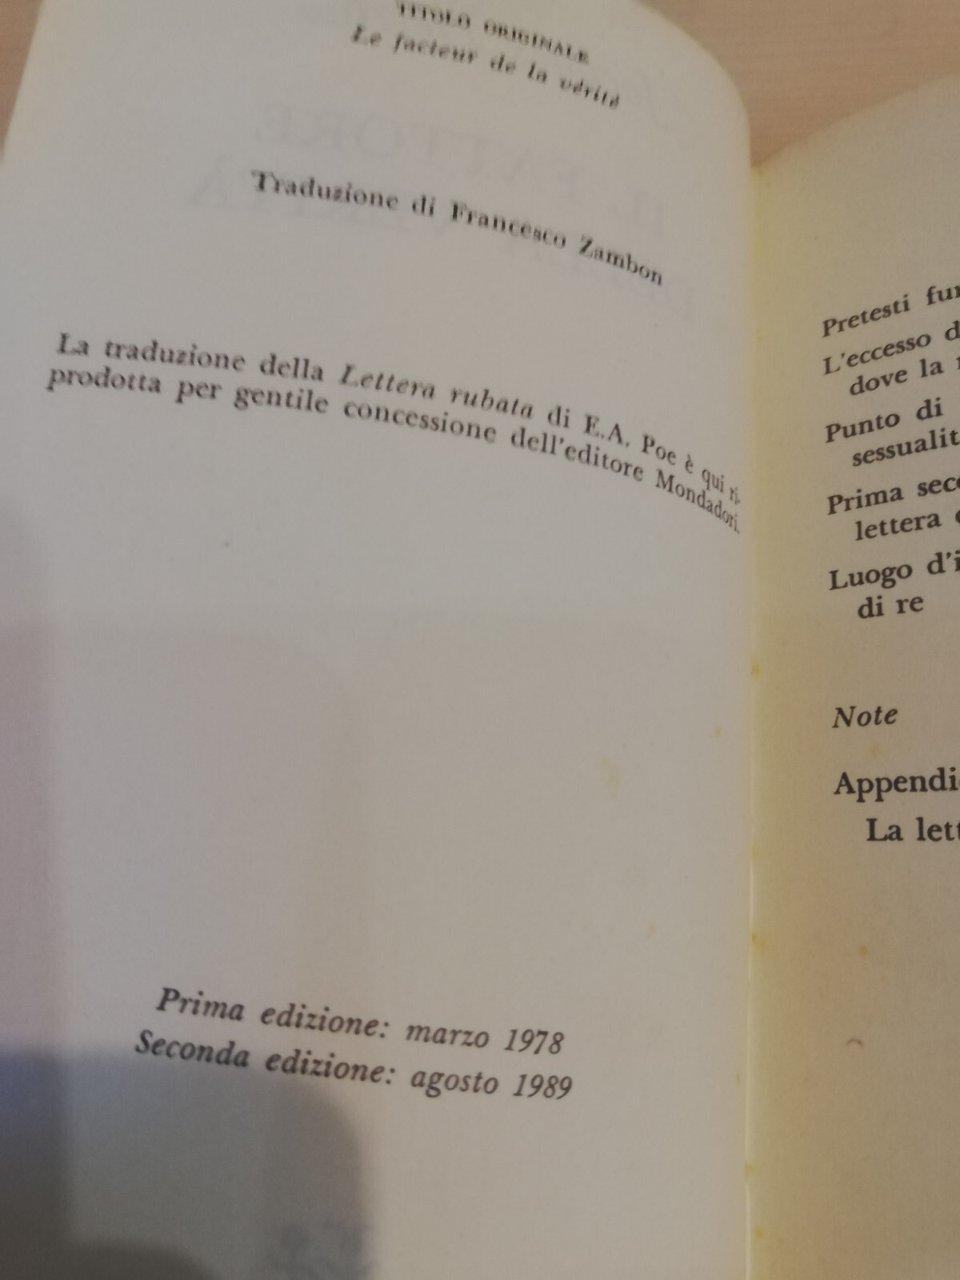 TITOLO ORIGINALE
Le facteur de la vérité
Traduzione di Francesco Zambon
La traduzione della Lettera rubata di E.A. Poe è qui ri-
prodotta per gentile concessione dell'editore Mondadori.
Prima edizione: marzo 1978
Seconda edizione: agosto 1989
Pretesti fur
L'eccesso d
dove la
Punto di
sessualit
Prima seco
lettera
Luogo d'i
di re
Note
Appendi
La lett